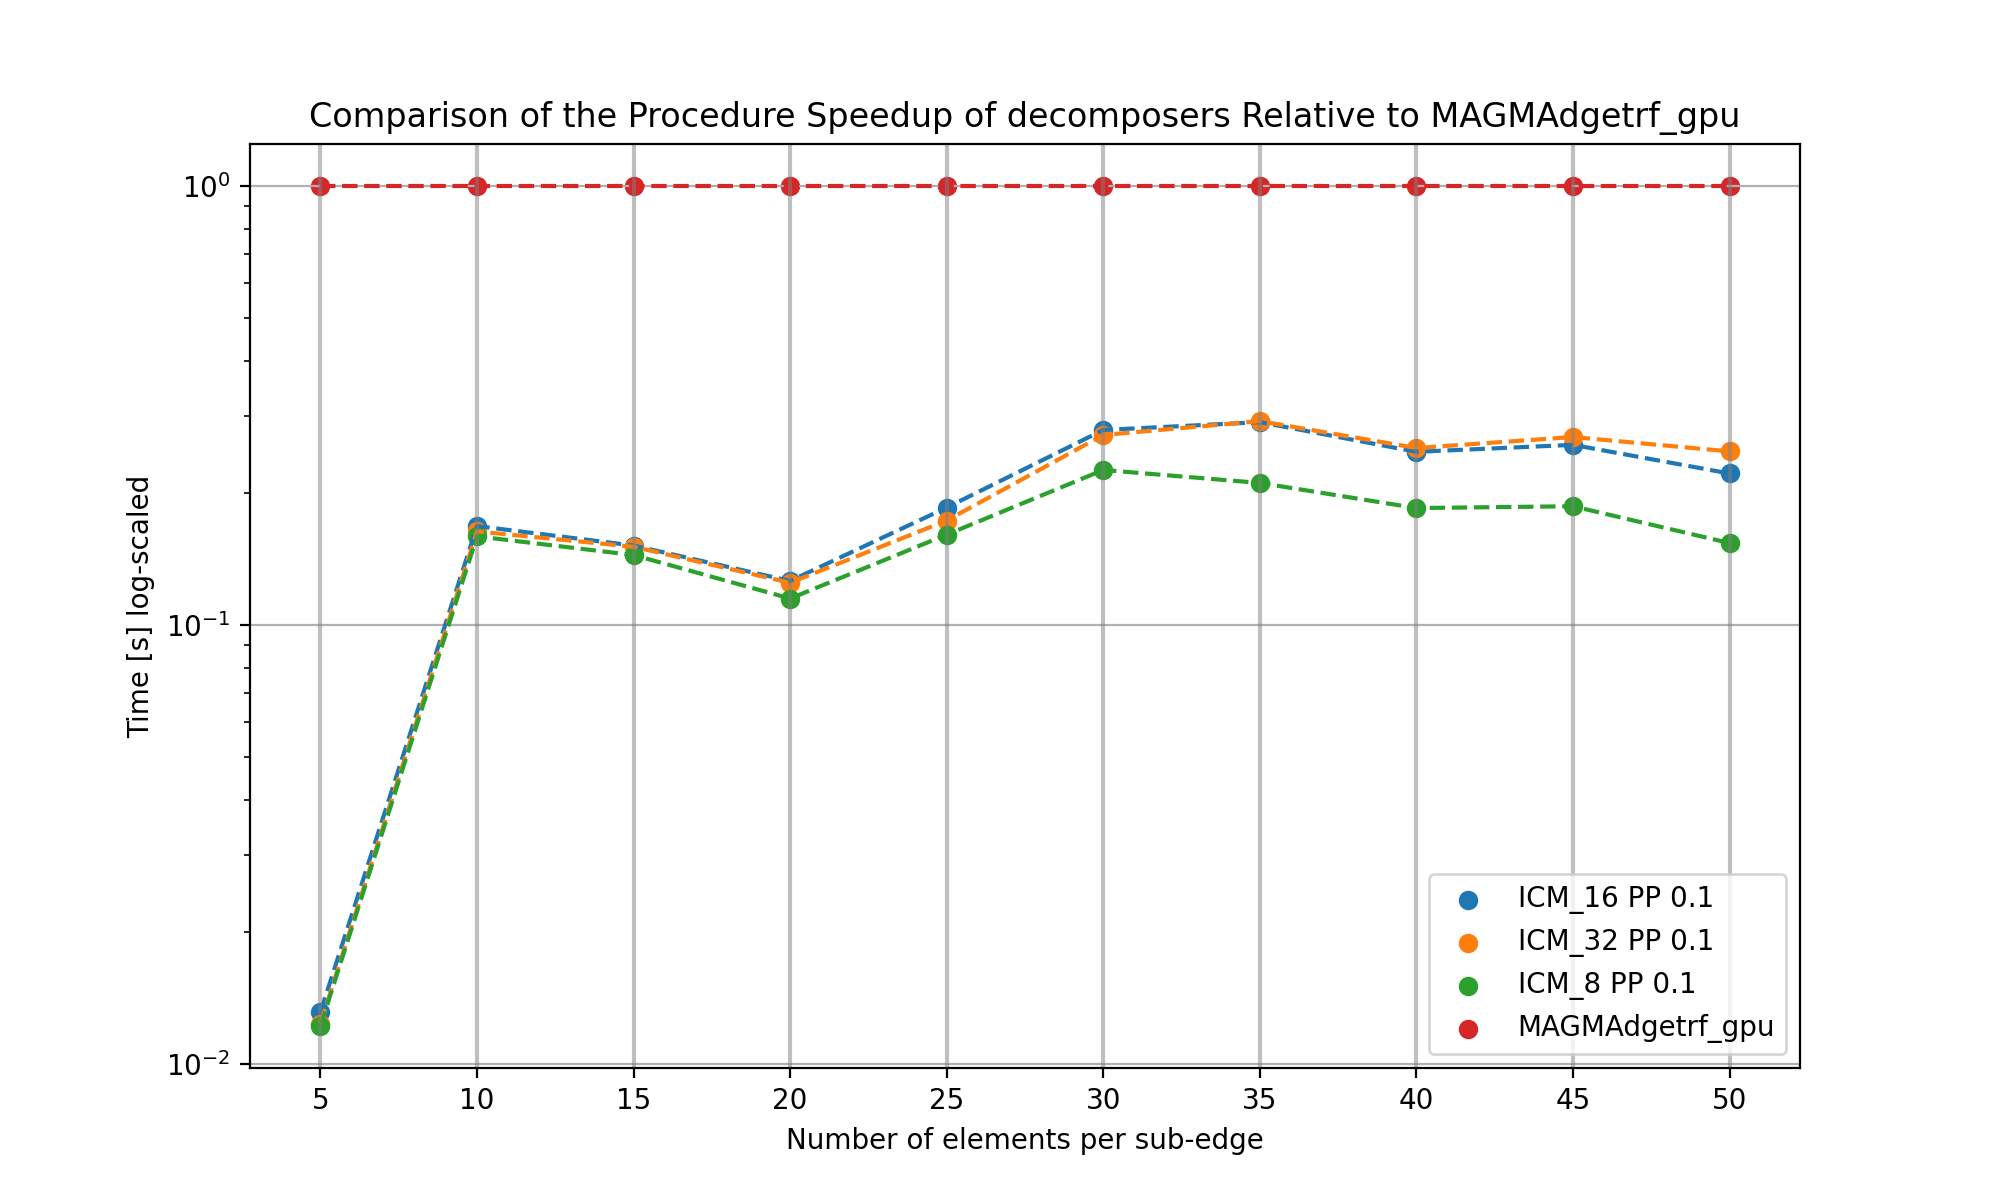 Comparison of the Procedure Speedup of decomposers Relative to MAGMAdgetrf_gpu
10⁰
10⁻¹
10⁻²
Time [s] log-scaled
5 10 15 20 25 30 35 40 45 50
Number of elements per sub-edge
ICM_16 PP 0.1
ICM_32 PP 0.1
ICM_8 PP 0.1
MAGMAdgetrf_gpu